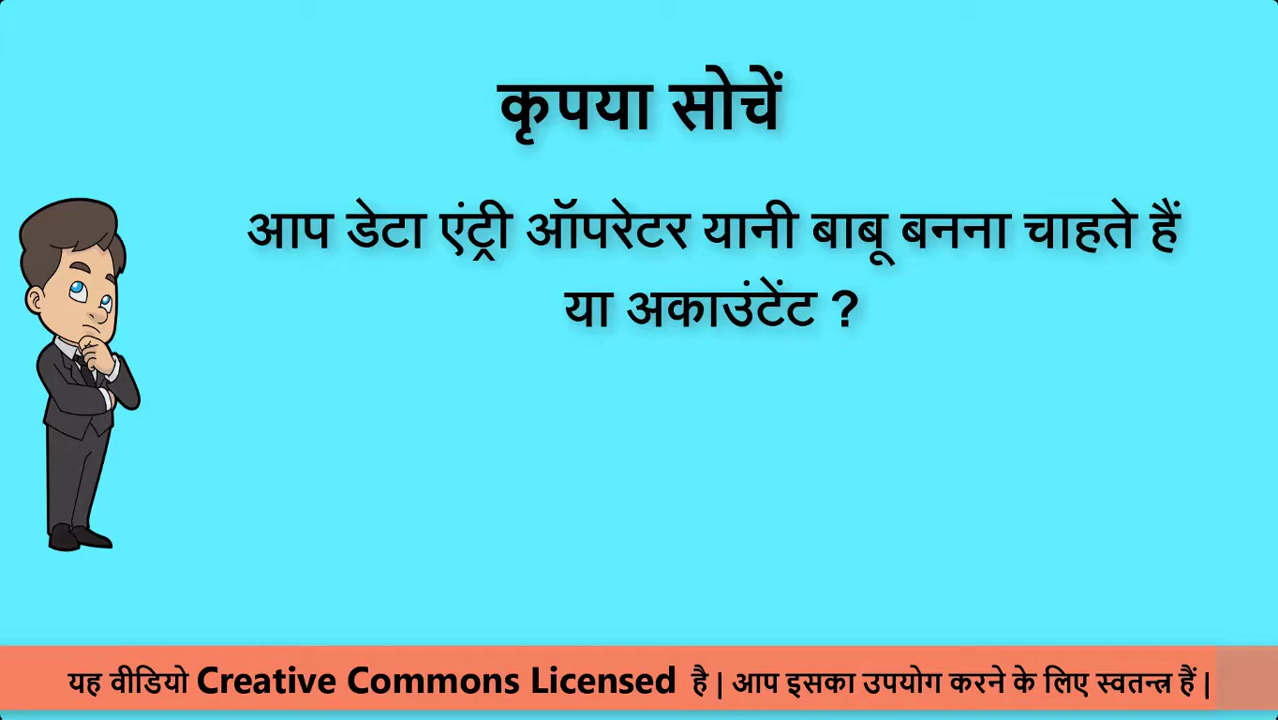 कृपया सोचें
आप डेटा एंट्री ऑपरेटर यानी बाबू बनना चाहते हैं
या अकाउंटेंट ?
यह वीडियो Creative Commons Licensed है | आप इसका उपयोग करने के लिए स्वतन्त्र हैं |